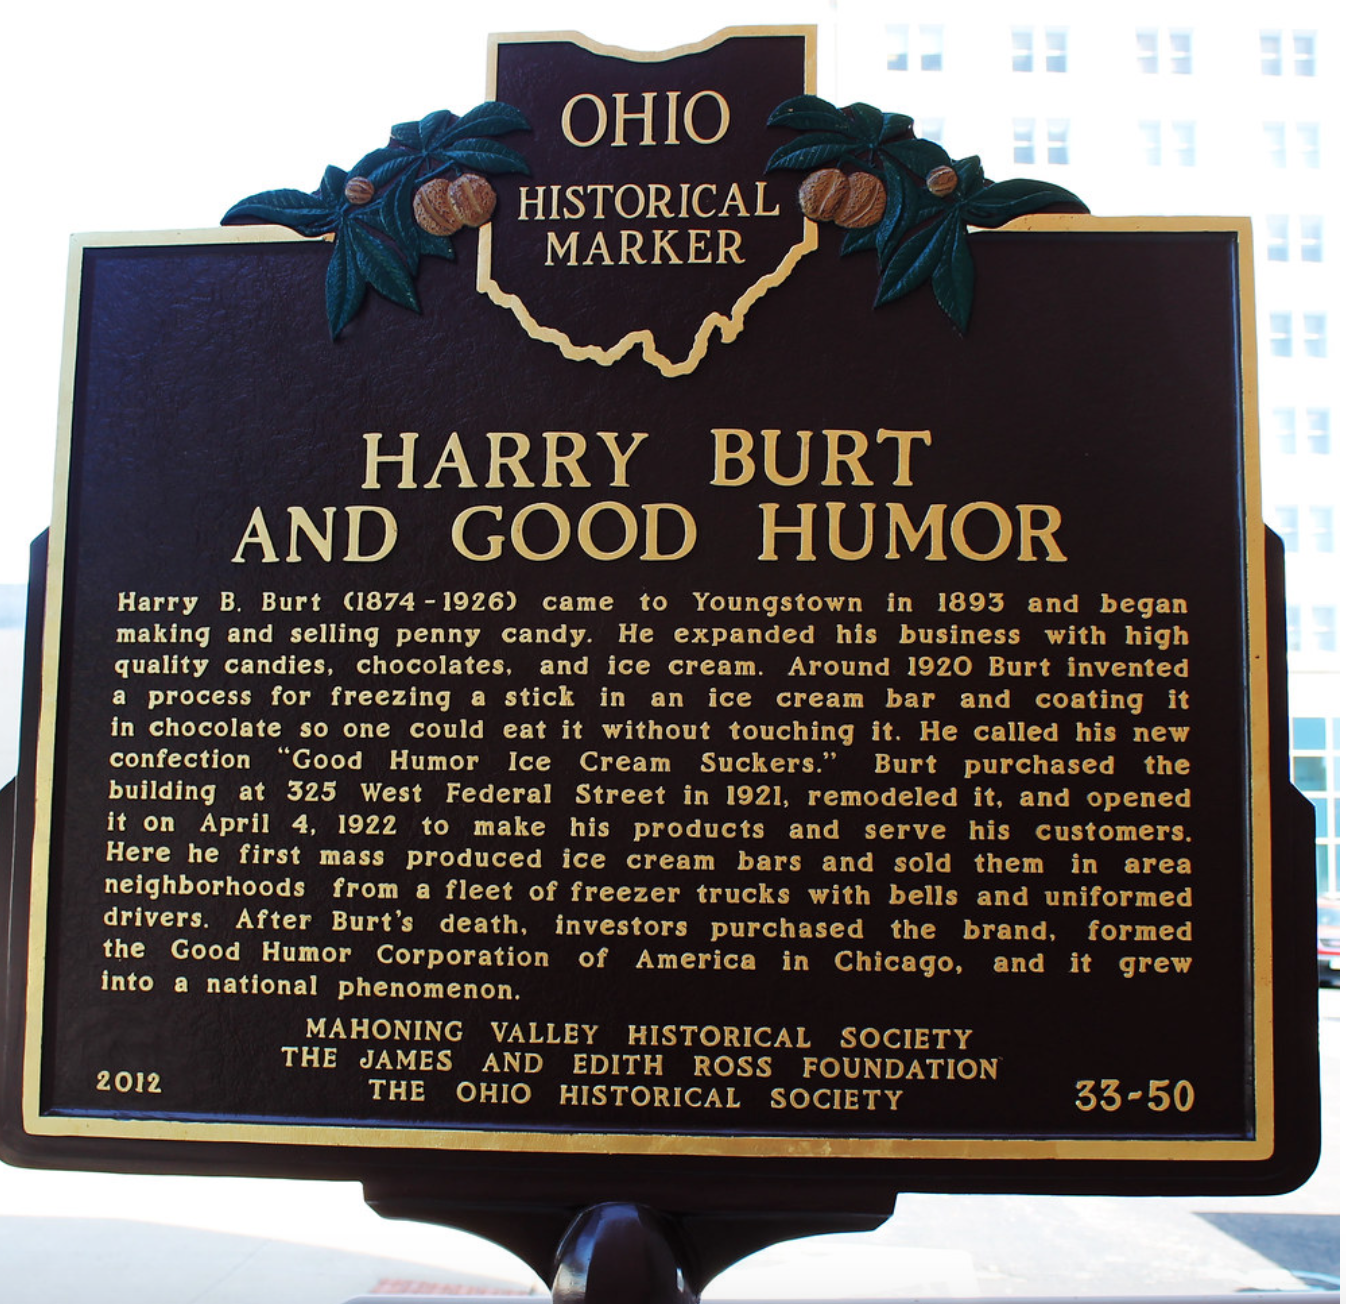 OHIO
HISTORICAL
MARKER
HARRY BURT
AND GOOD HUMOR
Harry B. Burt (1874-1926) came to Youngstown in 1893 and began
making and selling penny candy. He expanded his business with high
quality candies, chocolates, and ice cream. Around 1920 Burt invented
a process for freezing a stick in an ice cream bar and coating it
in chocolate so one could eat it without touching it. He called his new
confection “Good Humor Ice Cream Suckers.” Burt purchased the
building at 325 West Federal Street in 1921, remodeled it, and opened
it on April 4, 1922 to make his products and serve his customers.
Here he first mass produced ice cream bars and sold them in area
neighborhoods from a fleet of freezer trucks with bells and uniformed
drivers. After Burt’s death, investors purchased the brand, formed
the Good Humor Corporation of America in Chicago, and it grew
into a national phenomenon.
MAHONING VALLEY HISTORICAL SOCIETY
THE JAMES AND EDITH ROSS FOUNDATION
THE OHIO HISTORICAL SOCIETY
2012
33-50